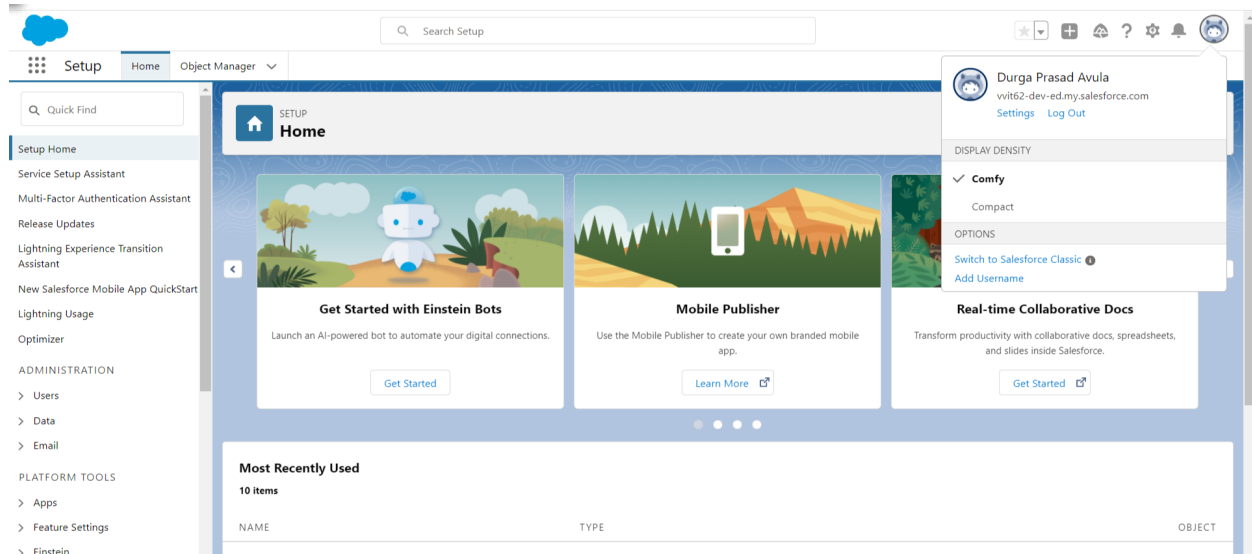 Search Setup
Setup
Home
Object Manager
Durga Prasad Avula
vvit62-dev-ed.my.salesforce.com
Settings Log Out
DISPLAY DENSITY
Comfy
Compact
OPTIONS
Switch to Salesforce Classic
Add Username
Quick Find
Setup Home
Service Setup Assistant
Multi-Factor Authentication Assistant
Release Updates
Lightning Experience Transition
Assistant
New Salesforce Mobile App QuickStart
Lightning Usage
Optimizer
ADMINISTRATION
Users
Data
Email
PLATFORM TOOLS
Apps
Feature Settings
Einstein
SETUP
Home
Get Started with Einstein Bots
Launch an AI-powered bot to automate your digital connections.
Get Started
Mobile Publisher
Use the Mobile Publisher to create your own branded mobile
app.
Learn More
Real-time Collaborative Docs
Transform productivity with collaborative docs, spreadsheets,
and slides inside Salesforce.
Get Started
Most Recently Used
10 items
NAME TYPE OBJECT